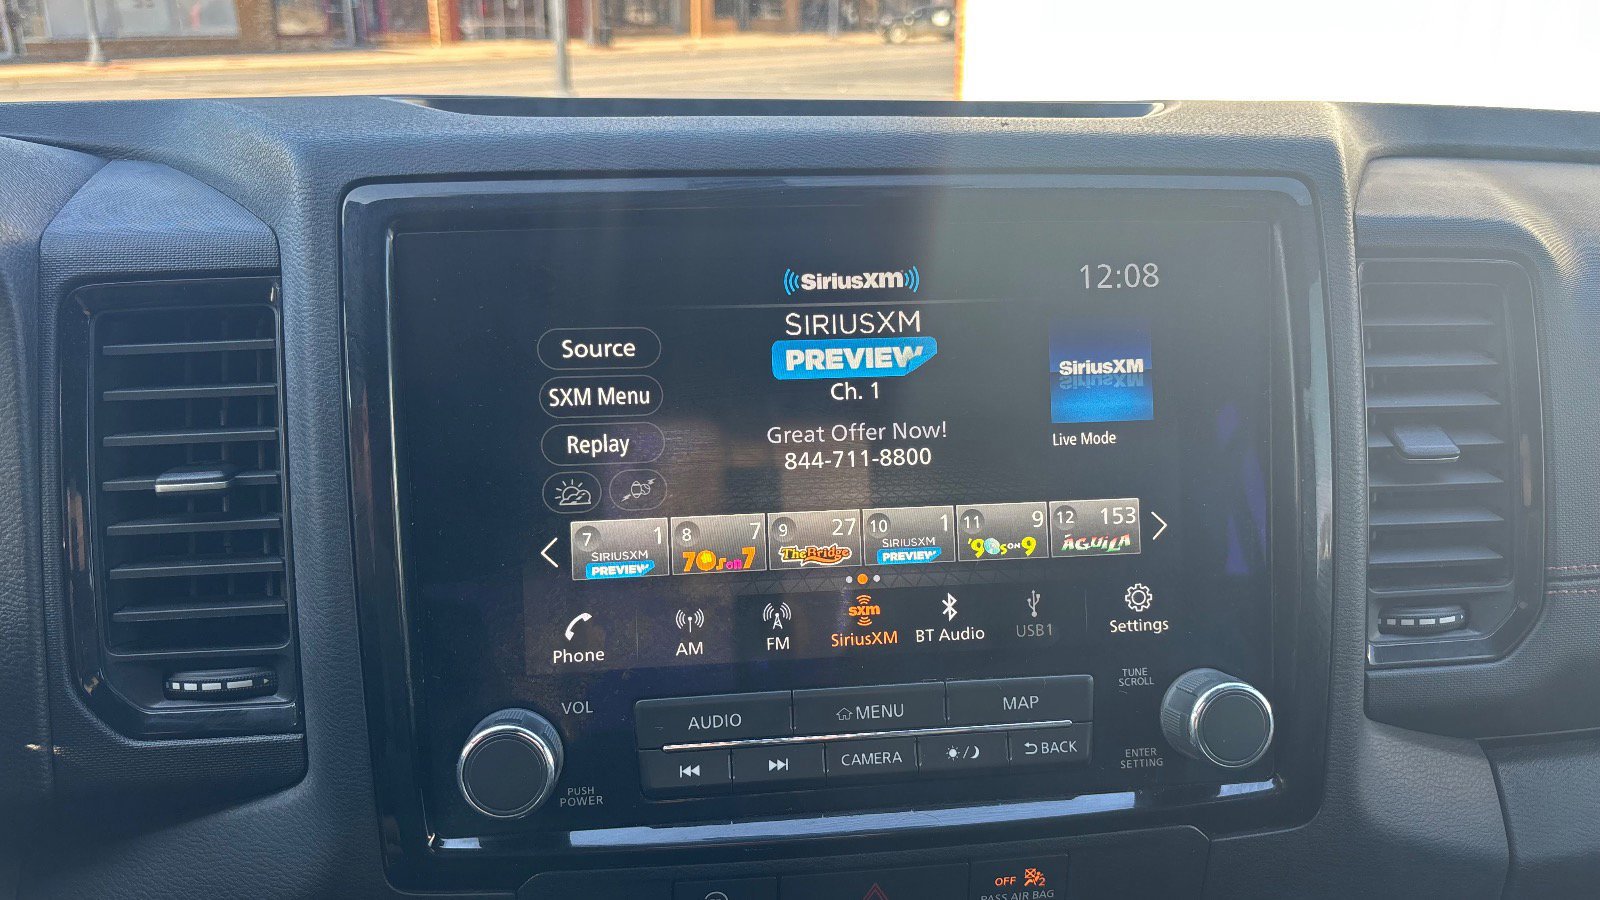 SiriusXM
12:08
SIRIUSXM
PREVIEW
Ch. 1
Great Offer Now!
844-711-8800
Source
SXM Menu
Replay
SiriusXM
Live Mode
7 1
SIRIUSXM
PREVIEW
8 7
70s on 7
9 27
The Bridge
10 1
SIRIUSXM
PREVIEW
11 9
'90s ON 9
12 153
ÁGUILA
Phone
AM
FM
sxm
SiriusXM
BT Audio
USB1
Settings
VOL
PUSH
POWER
AUDIO
MENU
MAP
CAMERA
BACK
TUNE
SCROLL
ENTER
SETTING
OFF 2
PASS AIR BAG